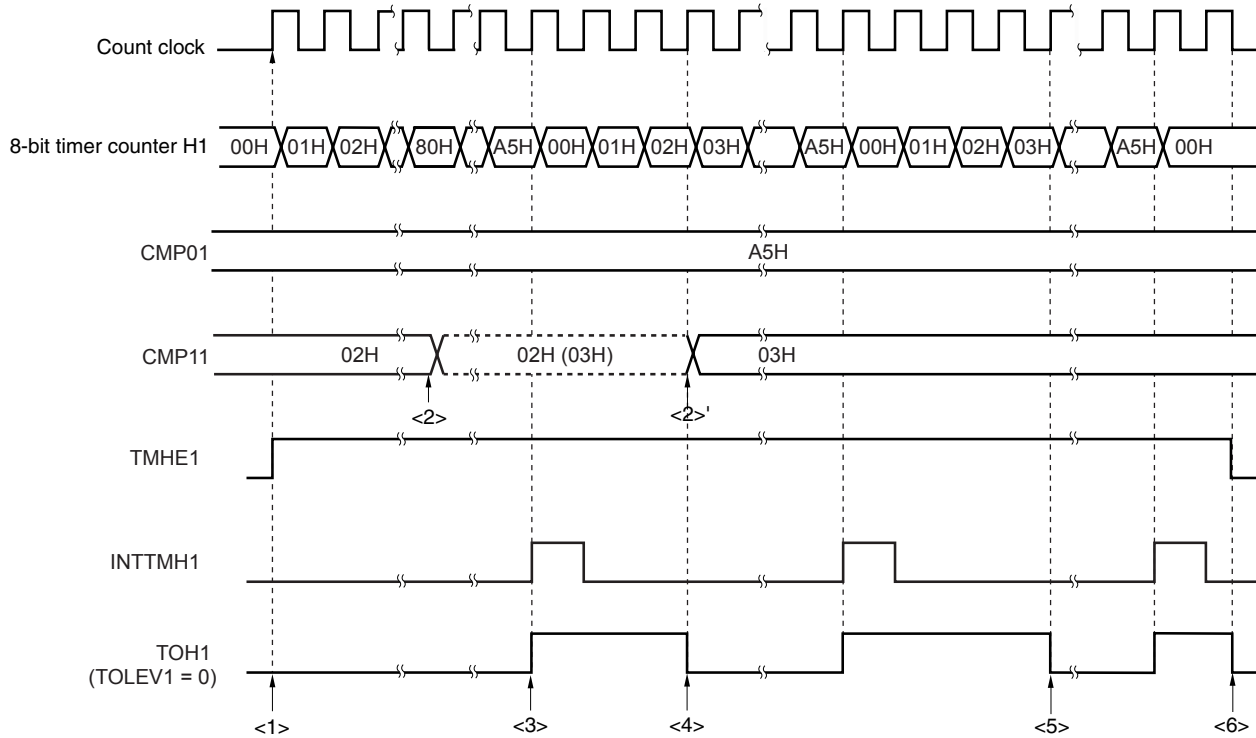 Count clock
8-bit timer counter H1 00H 01H 02H 80H A5H 00H 01H 02H 03H A5H 00H 01H 02H 03H A5H 00H
CMP01 A5H
CMP11 02H 02H (03H) 03H
<2> <2>'
TMHE1
INTTMH1
TOH1
(TOLEV1 = 0)
<1> <3> <4> <5> <6>